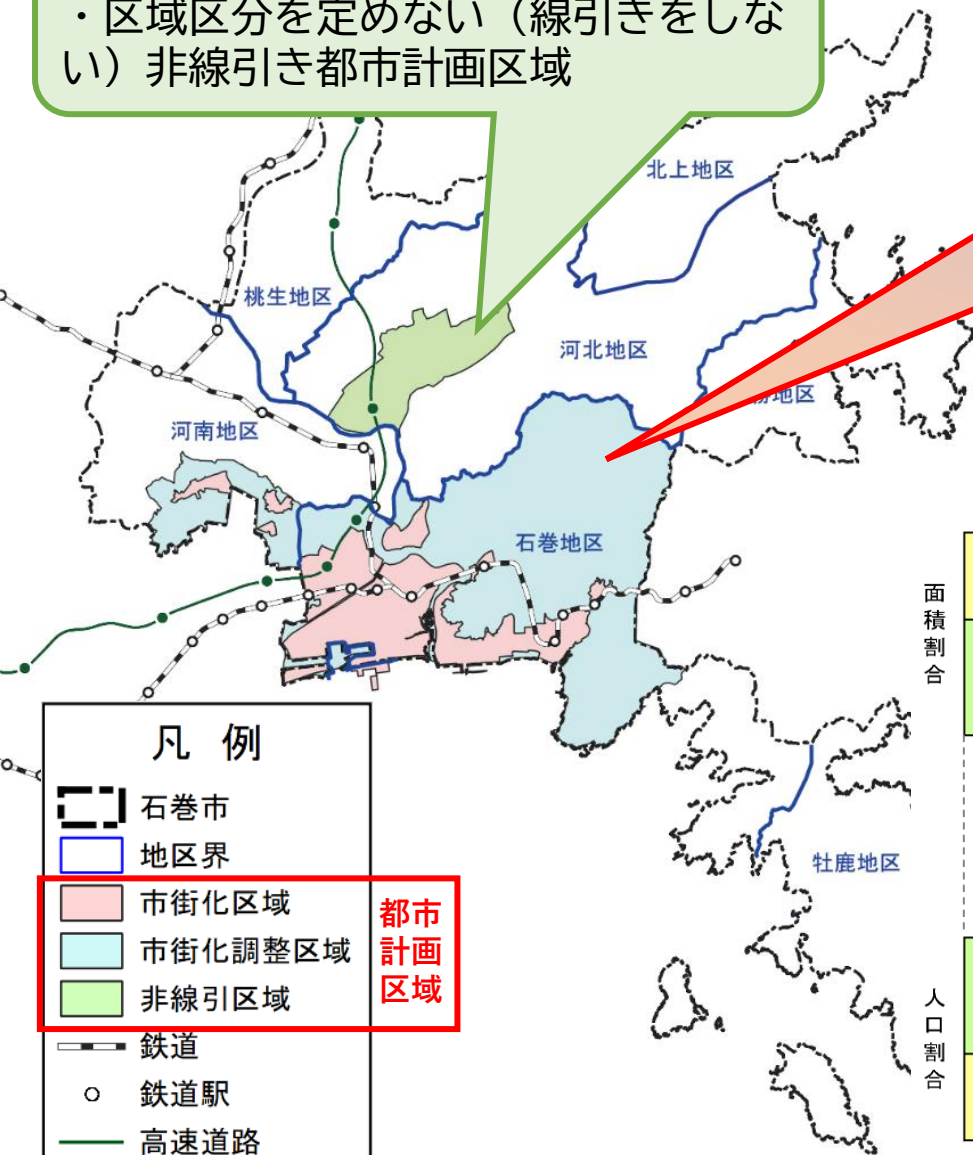 ・区域区分を定めない（線引きをしな
い）非線引き都市計画区域
北上地区
桃生地区
河北地区
地区
河南地区
石巻地区
牡鹿地区
面積割合
人口割合
凡 例
石巻市
地区界
市街化区域
市街化調整区域
非線引区域
都市
計画
区域
鉄道
鉄道駅
高速道路